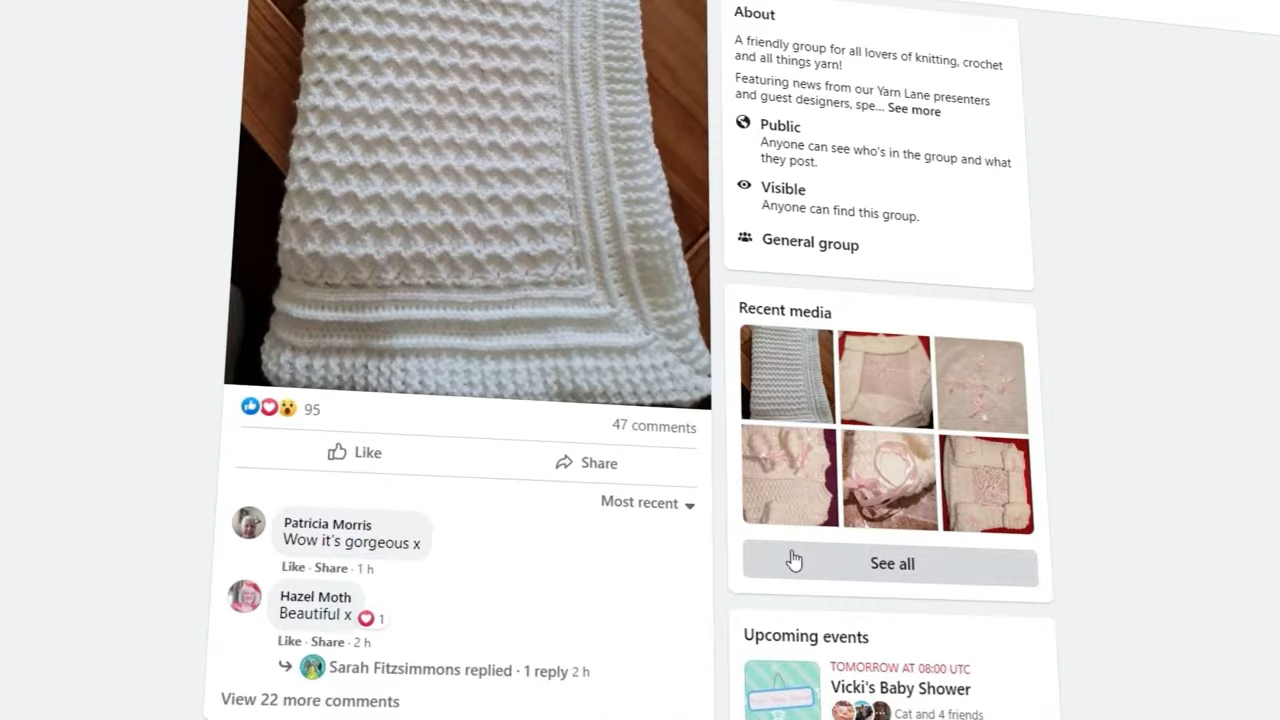 95
47 comments
Like
Share
Most recent
Patricia Morris
Wow it's gorgeous x
Like · Share · 1 h
Hazel Moth
Beautiful x
1
Like · Share · 2 h
Sarah Fitzsimmons replied · 1 reply 2 h
View 22 more comments
About
A friendly group for all lovers of knitting, crochet
and all things yarn!
Featuring news from our Yarn Lane presenters
and guest designers, spe... See more
Public
Anyone can see who's in the group and what
they post.
Visible
Anyone can find this group.
General group
Recent media
See all
Upcoming events
TOMORROW AT 08:00 UTC
Vicki's Baby Shower
Cat and 4 friends